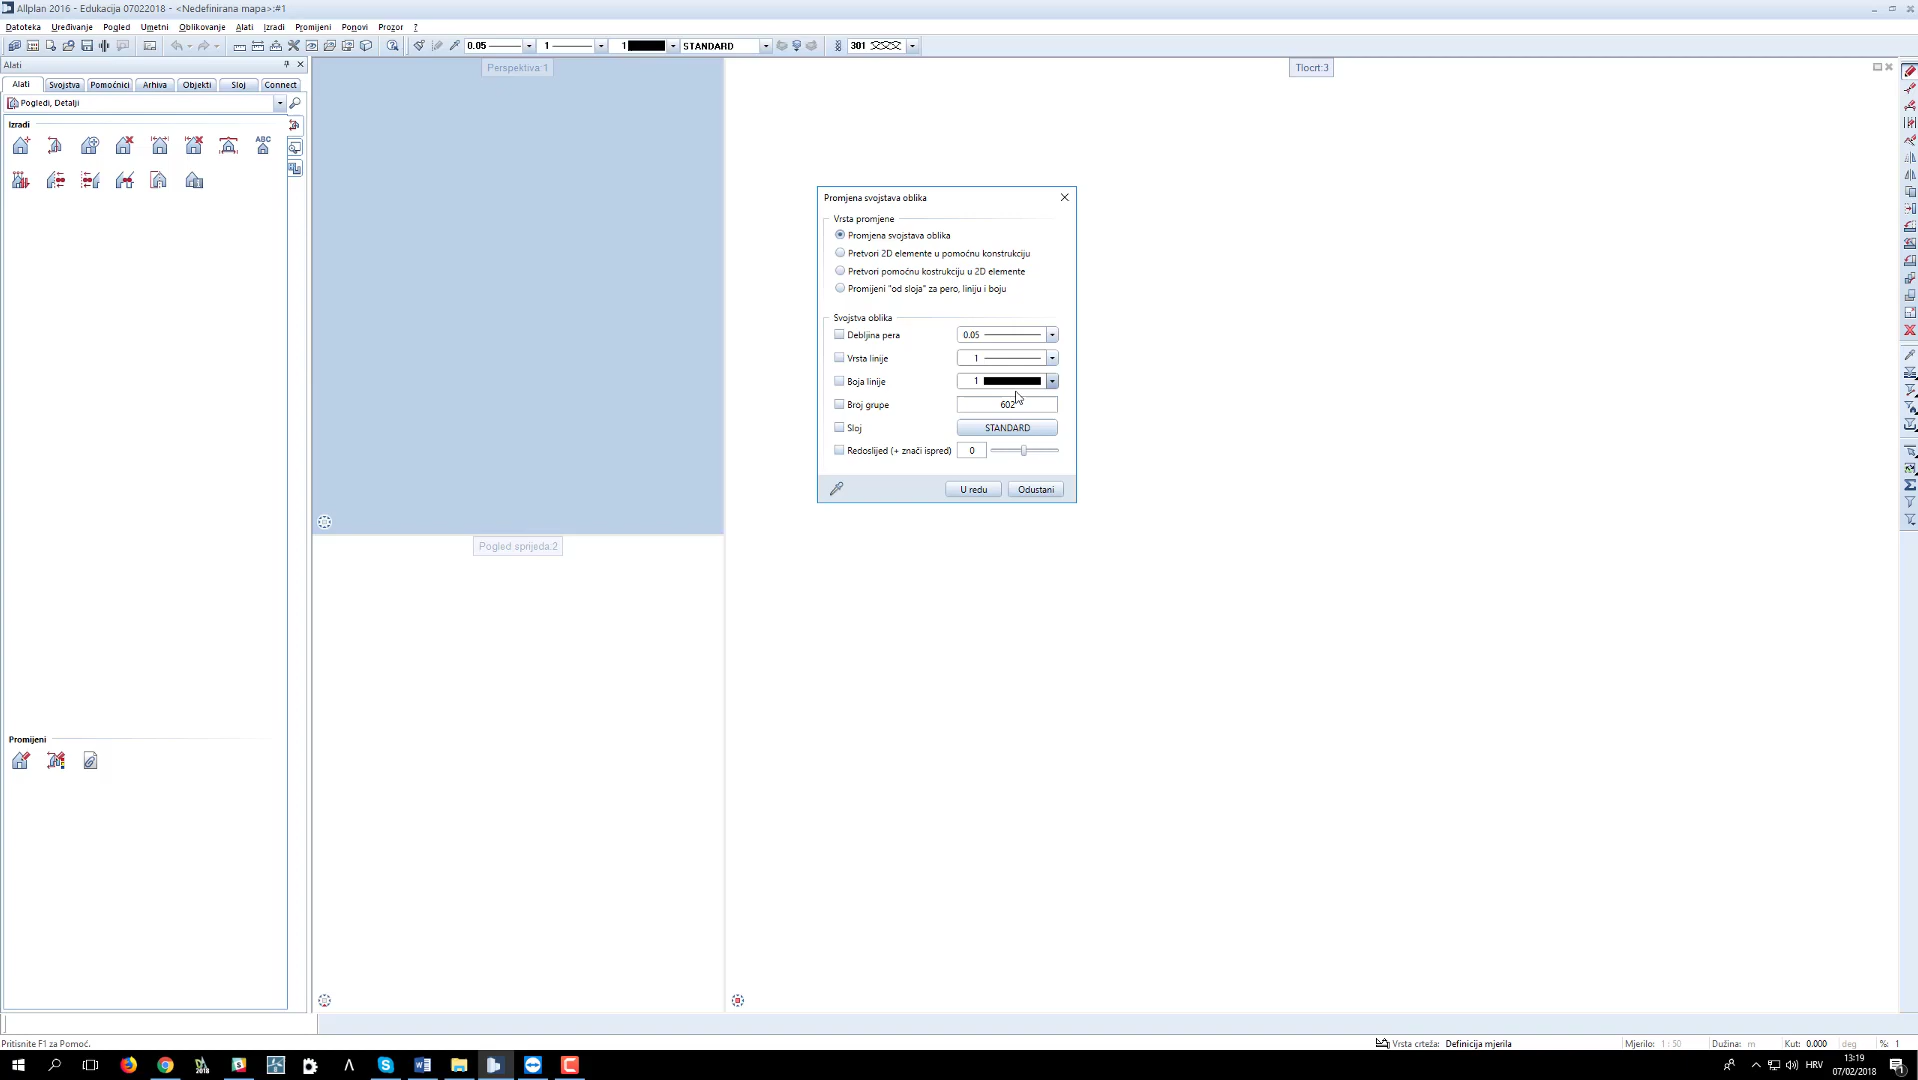 Allplan 2016 - Edukacija 07022018 - <Nedefinirana mapa>:#1
Datoteka Uređivanje Pogled Umetni Oblikovanje Alati Izradi Promijeni Ponovi Prozor ?
0.05 1 1 STANDARD 301
Alati
Alati Svojstva Pomoćnici Arhiva Objekti Sloj Connect
Pogledi, Detalji
Izradi
ABC
Promijeni
Perspektiva:1
Tlocrt:3
Pogled sprijeda:2
Promjena svojstava oblika
Vrsta promjene
Promjena svojstava oblika
Pretvori 2D elemente u pomoćnu konstrukciju
Pretvori pomoćnu kostrukciju u 2D elemente
Promijeni "od sloja" za pero, liniju i boju
Svojstva oblika
Debljina pera 0.05
Vrsta linije 1
Boja linije 1
Broj grupe 602
Sloj STANDARD
Redoslijed (+ znači ispred) 0
U redu Odustani
Pritisnite F1 za Pomoć.
Vrsta crteža: Definicija mjerila Mjerilo: 1 : 50 Dužina: m Kut: 0.000 deg %: 1
2018
HRV
13:19
07/02/2018